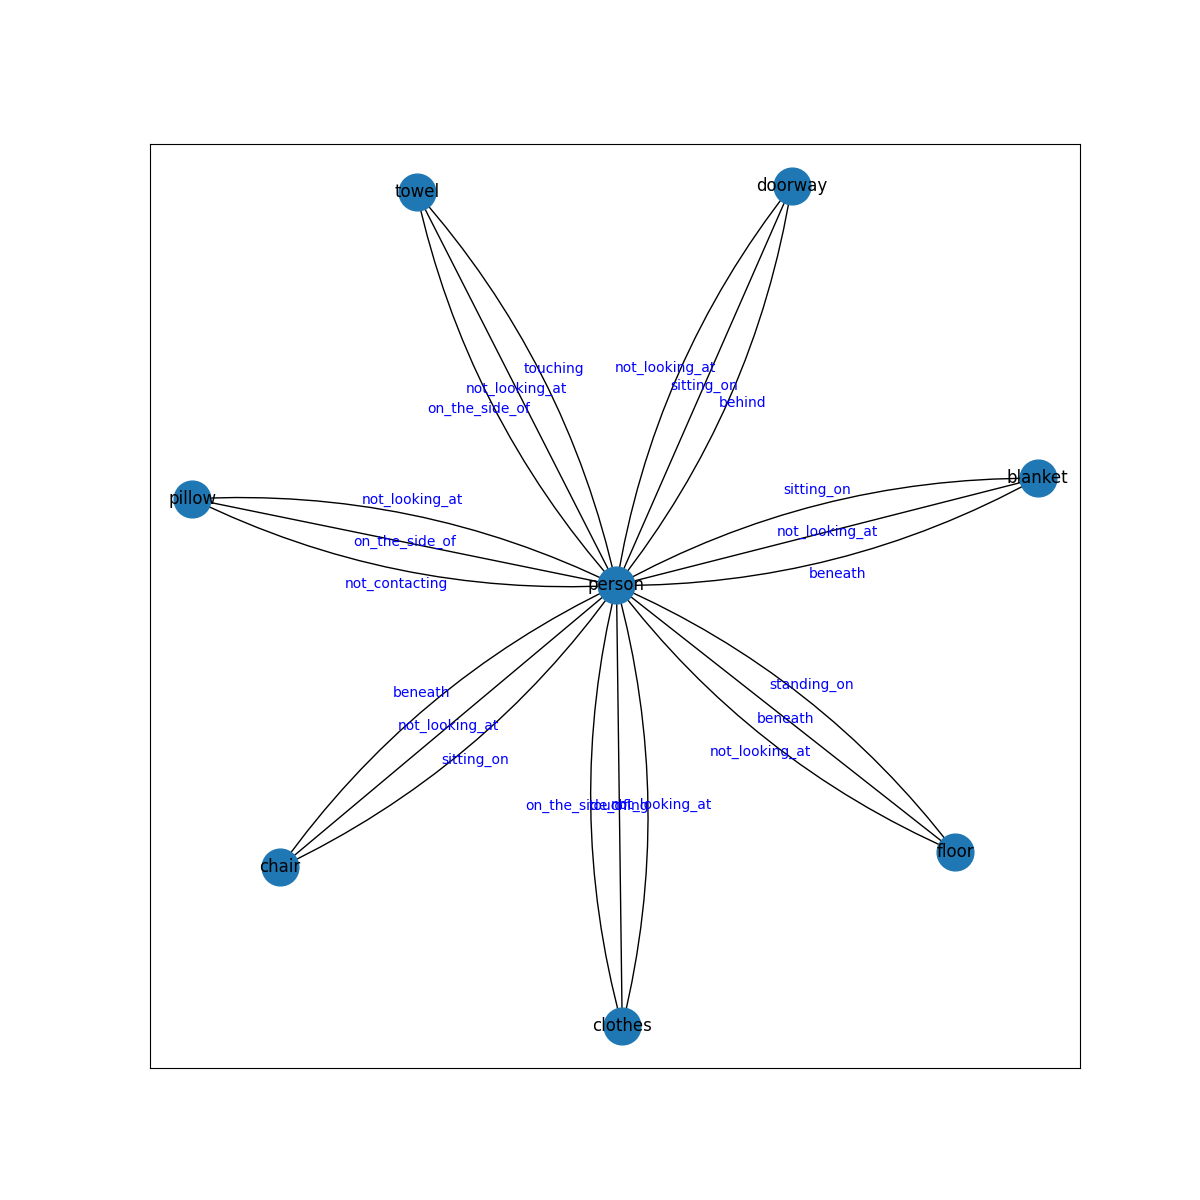 towel
doorway
touching
not_looking_at
not_looking_at
sitting_on
on_the_side_of
behind
pillow
not_looking_at
on_the_side_of
not_contacting
blanket
sitting_on
not_looking_at
beneath
person
beneath
not_looking_at
sitting_on
standing_on
beneath
not_looking_at
on_the_side_of
touching
not_looking_at
chair
floor
clothes